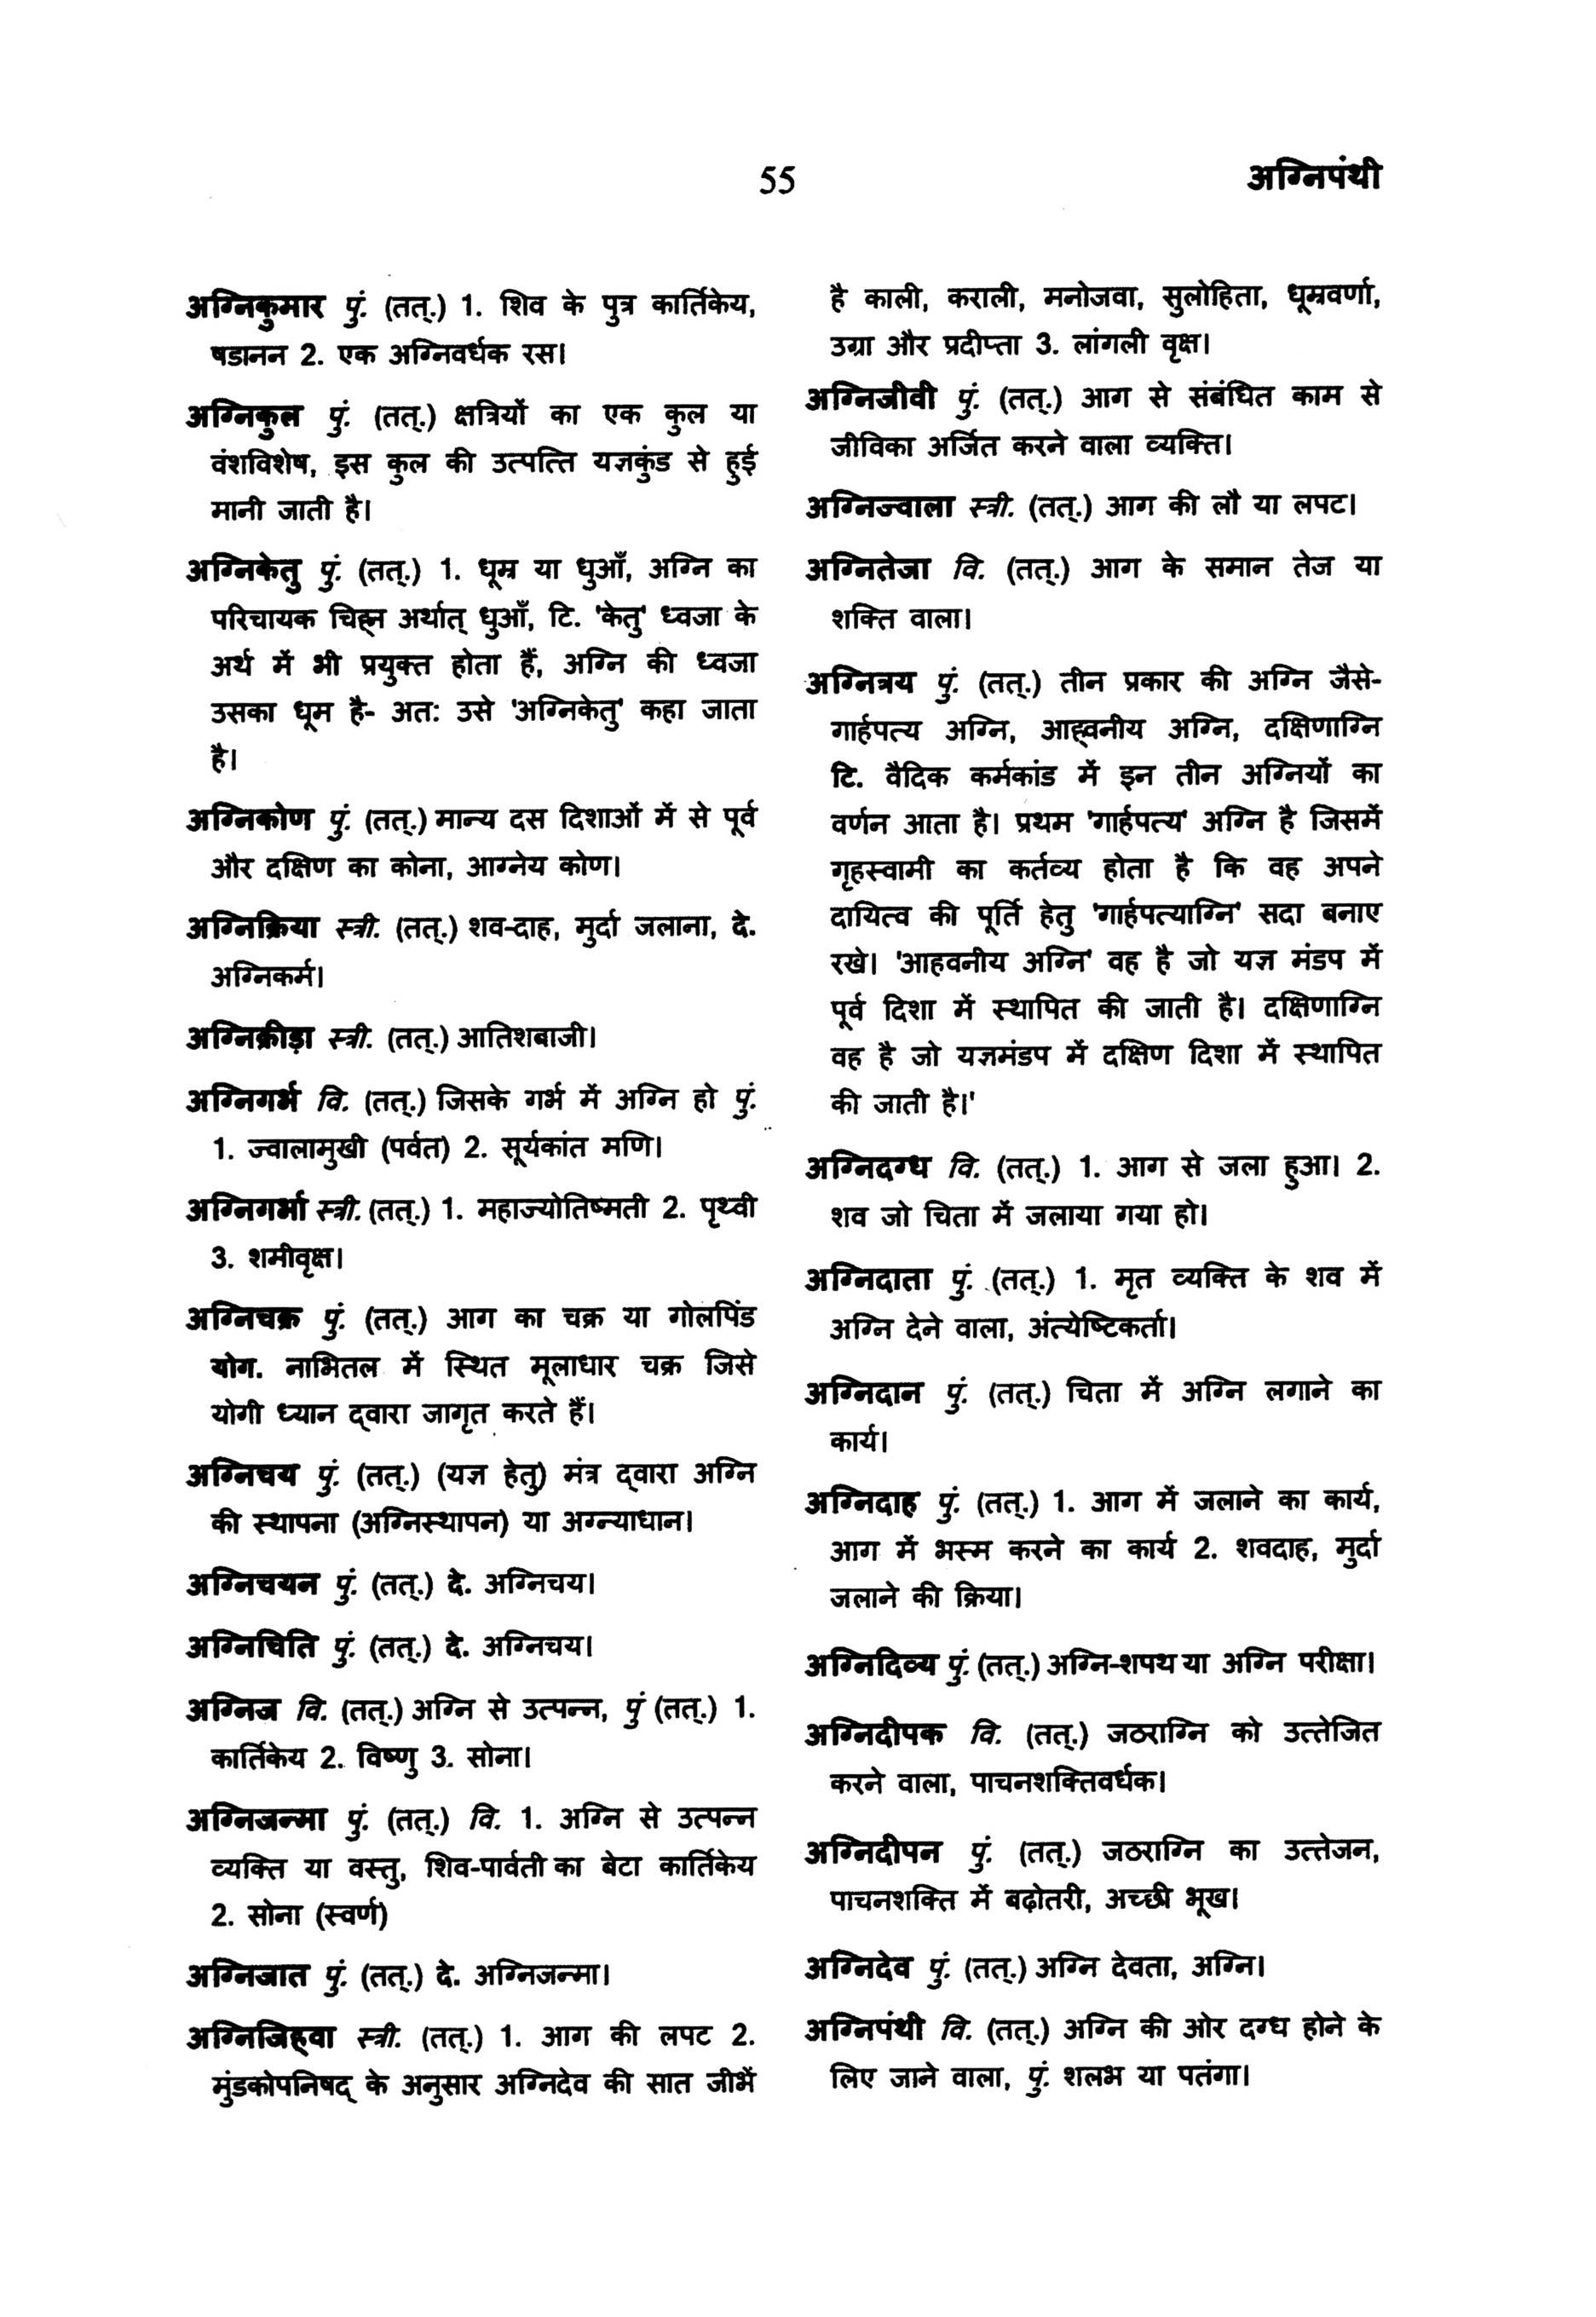 55
अग्निपंथी
अग्निकुमार पुं. (तत्.) 1. शिव के पुत्र कार्तिकेय,
षडानन 2. एक अग्निवर्धक रस।
अग्निकुल पुं. (तत्.) क्षत्रियों का एक कुल या
वंशविशेष, इस कुल की उत्पत्ति यज्ञकुंड से हुई
मानी जाती है।
अग्निकेतु पुं. (तत्.) 1. धूम्र या धुआँ, अग्नि का
परिचायक चिह्न अर्थात् धुआँ, टि. 'केतु' ध्वजा के
अर्थ में भी प्रयुक्त होता हैं, अग्नि की ध्वजा
उसका धूम है- अत: उसे 'अग्निकेतु' कहा जाता
है।
अग्निकोण पुं. (तत्.) मान्य दस दिशाओं में से पूर्व
और दक्षिण का कोना, आग्नेय कोण।
अग्निक्रिया स्त्री. (तत्.) शव-दाह, मुर्दा जलाना, दे.
अग्निकर्म।
अग्निक्रीड़ा स्त्री. (तत्.) आतिशबाजी।
अग्निगर्भ वि. (तत्.) जिसके गर्भ में अग्नि हो पुं.
1. ज्वालामुखी (पर्वत) 2. सूर्यकांत मणि।
अग्निगर्भा स्त्री. (तत्.) 1. महाज्योतिष्मती 2. पृथ्वी
3. शमीवृक्ष।
अग्निचक्र पुं. (तत्.) आग का चक्र या गोलपिंड
योग. नाभितल में स्थित मूलाधार चक्र जिसे
योगी ध्यान द्वारा जागृत करते हैं।
अग्निचय पुं. (तत्.) (यज्ञ हेतु) मंत्र द्वारा अग्नि
की स्थापना (अग्निस्थापन) या अग्न्याधान।
अग्निचयन पुं. (तत्.) दे. अग्निचय।
अग्निचिति पुं. (तत्.) दे. अग्निचय।
अग्निज वि. (तत्.) अग्नि से उत्पन्न, पुं (तत्.) 1.
कार्तिकेय 2. विष्णु 3. सोना।
अग्निजन्मा पुं. (तत्.) वि. 1. अग्नि से उत्पन्न
व्यक्ति या वस्तु, शिव-पार्वती का बेटा कार्तिकेय
2. सोना (स्वर्ण)
अग्निजात पुं. (तत्.) दे. अग्निजन्मा।
अग्निजिह्वा स्त्री. (तत्.) 1. आग की लपट 2.
मुंडकोपनिषद् के अनुसार अग्निदेव की सात जीभें
है काली, कराली, मनोजवा, सुलोहिता, धूम्रवर्णा,
उग्रा और प्रदीप्ता 3. लांगली वृक्ष।
अग्निजीवी पुं. (तत्.) आग से संबंधित काम से
जीविका अर्जित करने वाला व्यक्ति।
अग्निज्वाला स्त्री. (तत्.) आग की लौ या लपट।
अग्नितेजा वि. (तत्.) आग के समान तेज या
शक्ति वाला।
अग्नित्रय पुं. (तत्.) तीन प्रकार की अग्नि जैसे-
गार्हपत्य अग्नि, आह्वनीय अग्नि, दक्षिणाग्नि
टि. वैदिक कर्मकांड में इन तीन अग्नियों का
वर्णन आता है। प्रथम 'गार्हपत्य' अग्नि है जिसमें
गृहस्वामी का कर्तव्य होता है कि वह अपने
दायित्व की पूर्ति हेतु 'गार्हपत्याग्नि' सदा बनाए
रखे। 'आहवनीय अग्नि' वह है जो यज्ञ मंडप में
पूर्व दिशा में स्थापित की जाती है। दक्षिणाग्नि
वह है जो यज्ञमंडप में दक्षिण दिशा में स्थापित
की जाती है।'
अग्निदग्ध वि. (तत्.) 1. आग से जला हुआ। 2.
शव जो चिता में जलाया गया हो।
अग्निदाता पुं. (तत्.) 1. मृत व्यक्ति के शव में
अग्नि देने वाला, अंत्येष्टिकर्ता।
अग्निदान पुं. (तत्.) चिता में अग्नि लगाने का
कार्य।
अग्निदाह पुं. (तत्.) 1. आग में जलाने का कार्य,
आग में भस्म करने का कार्य 2. शवदाह, मुर्दा
जलाने की क्रिया।
अग्निदिव्य पुं. (तत्.) अग्नि-शपथ या अग्नि परीक्षा।
अग्निदीपक वि. (तत्.) जठराग्नि को उत्तेजित
करने वाला, पाचनशक्तिवर्धक।
अग्निदीपन पुं. (तत्.) जठराग्नि का उत्तेजन,
पाचनशक्ति में बढ़ोतरी, अच्छी भूख।
अग्निदेव पुं. (तत्.) अग्नि देवता, अग्नि।
अग्निपंथी वि. (तत्.) अग्नि की ओर दग्ध होने के
लिए जाने वाला, पुं. शलभ या पतंगा।